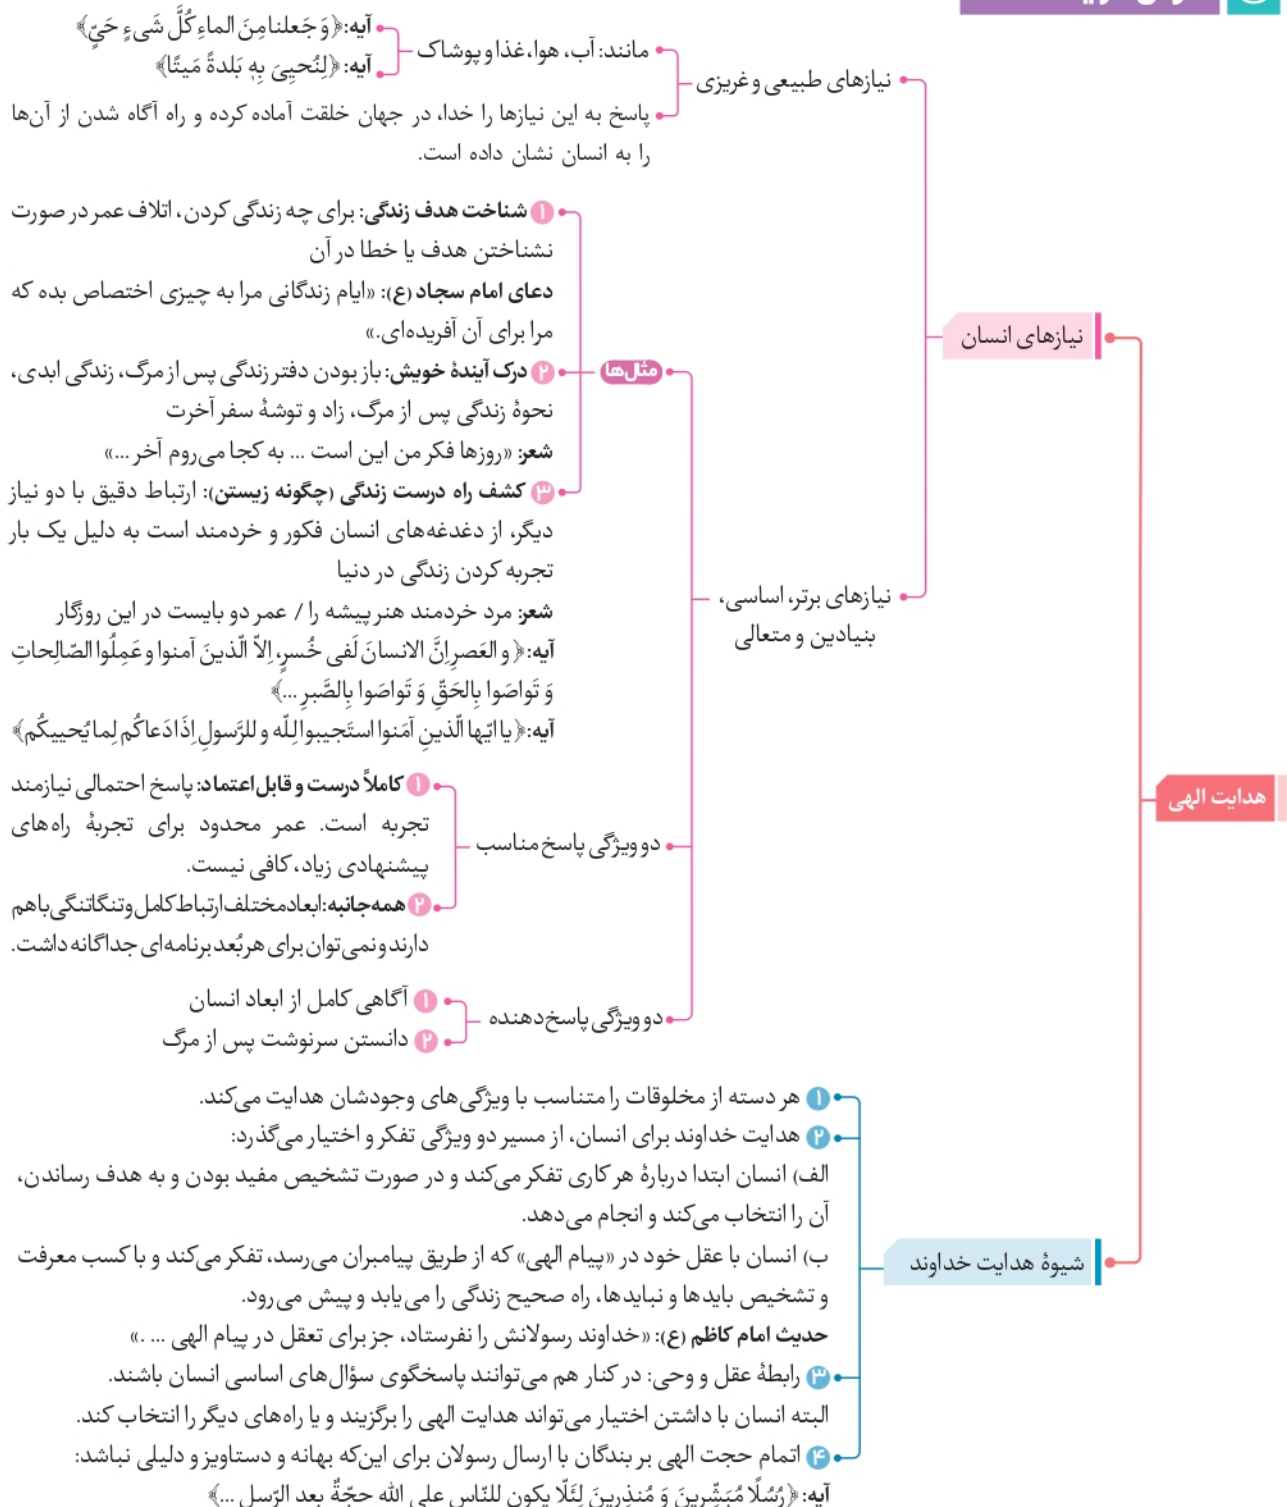 هدایت الهی
نیازهای انسان
نیازهای طبیعی و غریزی
مانند: آب، هوا، غذا و پوشاک
آیه: ﴿وَ جَعلنا مِنَ الماءِ کُلَّ شَیءٍ حَیٍّ﴾
آیه: ﴿لِنُحیِیَ بِهٖ بَلدةً مَیتًا﴾
پاسخ به این نیازها را خدا، در جهان خلقت آماده کرده و راه آگاه شدن از آن‌ها
را به انسان نشان داده است.
نیازهای برتر، اساسی،
بنیادین و متعالی
مثال‌ها
۱ شناخت هدف زندگی: برای چه زندگی کردن، اتلاف عمر در صورت
نشناختن هدف یا خطا در آن
دعای امام سجاد (ع): «ایام زندگانی مرا به چیزی اختصاص بده که
مرا برای آن آفریده‌ای.»
۲ درک آیندهٔ خویش: باز بودن دفتر زندگی پس از مرگ، زندگی ابدی،
نحوهٔ زندگی پس از مرگ، زاد و توشهٔ سفر آخرت
شعر: «روزها فکر من این است ... به کجا می‌روم آخر ...»
۳ کشف راه درست زندگی (چگونه زیستن): ارتباط دقیق با دو نیاز
دیگر، از دغدغه‌های انسان فکور و خردمند است به دلیل یک بار
تجربه کردن زندگی در دنیا
شعر: مرد خردمند هنرپیشه را / عمر دو بایست در این روزگار
آیه: ﴿و العَصرِ اِنَّ الانسانَ لَفی خُسرٍ، اِلاّ الّذینَ آمنوا و عَمِلُوا الصّالِحاتِ
وَ تَواصَوا بِالحَقِّ وَ تَواصَوا بِالصَّبرِ ...﴾
آیه: ﴿یا ایّها الّذینِ آمَنوا استَجیبوا لِلّه و للرَّسولِ اِذَا دَعاکُم لِما یُحییکُم﴾
دو ویژگی پاسخ مناسب
۱ کاملاً درست و قابل اعتماد: پاسخ احتمالی نیازمند
تجربه است. عمر محدود برای تجربهٔ راه‌های
پیشنهادی زیاد، کافی نیست.
۲ همه‌جانبه: ابعاد مختلف ارتباط کامل و تنگاتنگی باهم
دارند و نمی‌توان برای هر بُعد برنامه‌ای جداگانه داشت.
دو ویژگی پاسخ‌دهنده
۱ آگاهی کامل از ابعاد انسان
۲ دانستن سرنوشت پس از مرگ
شیوهٔ هدایت خداوند
۱ هر دسته از مخلوقات را متناسب با ویژگی‌های وجودشان هدایت می‌کند.
۲ هدایت خداوند برای انسان، از مسیر دو ویژگی تفکر و اختیار می‌گذرد:
الف) انسان ابتدا دربارهٔ هر کاری تفکر می‌کند و در صورت تشخیص مفید بودن و به هدف رساندن،
آن را انتخاب می‌کند و انجام می‌دهد.
ب) انسان با عقل خود در «پیام الهی» که از طریق پیامبران می‌رسد، تفکر می‌کند و با کسب معرفت
و تشخیص بایدها و نبایدها، راه صحیح زندگی را می‌یابد و پیش می‌رود.
حدیث امام کاظم (ع): «خداوند رسولانش را نفرستاد، جز برای تعقل در پیام الهی ... .»
۳ رابطهٔ عقل و وحی: در کنار هم می‌توانند پاسخگوی سؤال‌های اساسی انسان باشند.
البته انسان با داشتن اختیار می‌تواند هدایت الهی را برگزیند و یا راه‌های دیگر را انتخاب کند.
۴ اتمام حجت الهی بر بندگان با ارسال رسولان برای این‌که بهانه و دستاویز و دلیلی نباشد:
آیه: ﴿رُسُلًا مُبَشِّرینَ وَ مُنذِرینَ لِئَلّا یکون للنّاس علی الله حجّةٌ بعد الرّسل ...﴾